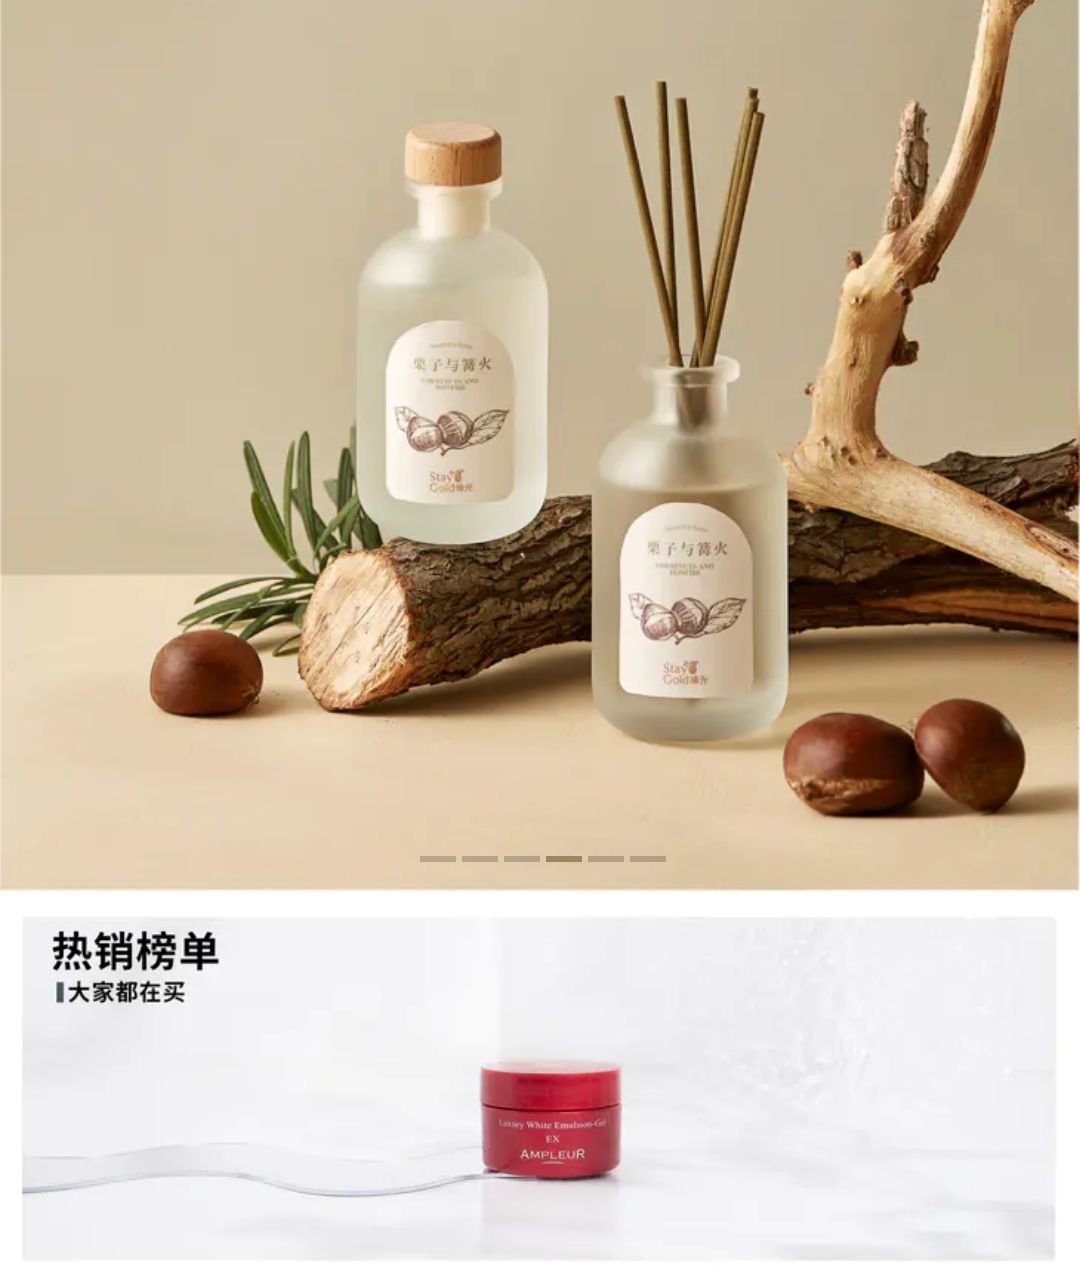 栗子与篝火
CHESTNUTS AND
BONFIRE
Stay
Gold
栗子与篝火
CHESTNUTS AND
BONFIRE
Stay
Gold
热销榜单
大家都在买
Luxury White Emulsion-Gel
EX
AMPLEUR